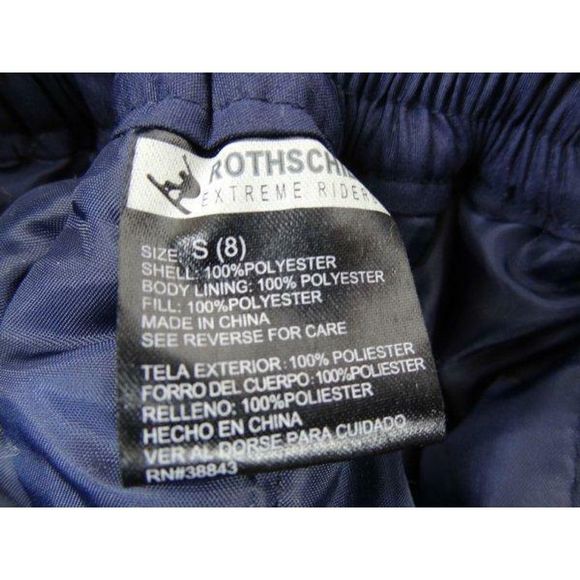 ROTHSCHI
EXTREME RIDER
SIZE: S (8)
SHELL: 100%POLYESTER
BODY LINING: 100% POLYESTER
FILL: 100%POLYESTER
MADE IN CHINA
SEE REVERSE FOR CARE
TELA EXTERIOR: 100% POLIESTER
FORRO DEL CUERPO: 100%POLIESTER
RELLENO: 100%POLIESTER
HECHO EN CHINA
VER AL DORSE PARA CUIDADO
RN#38843